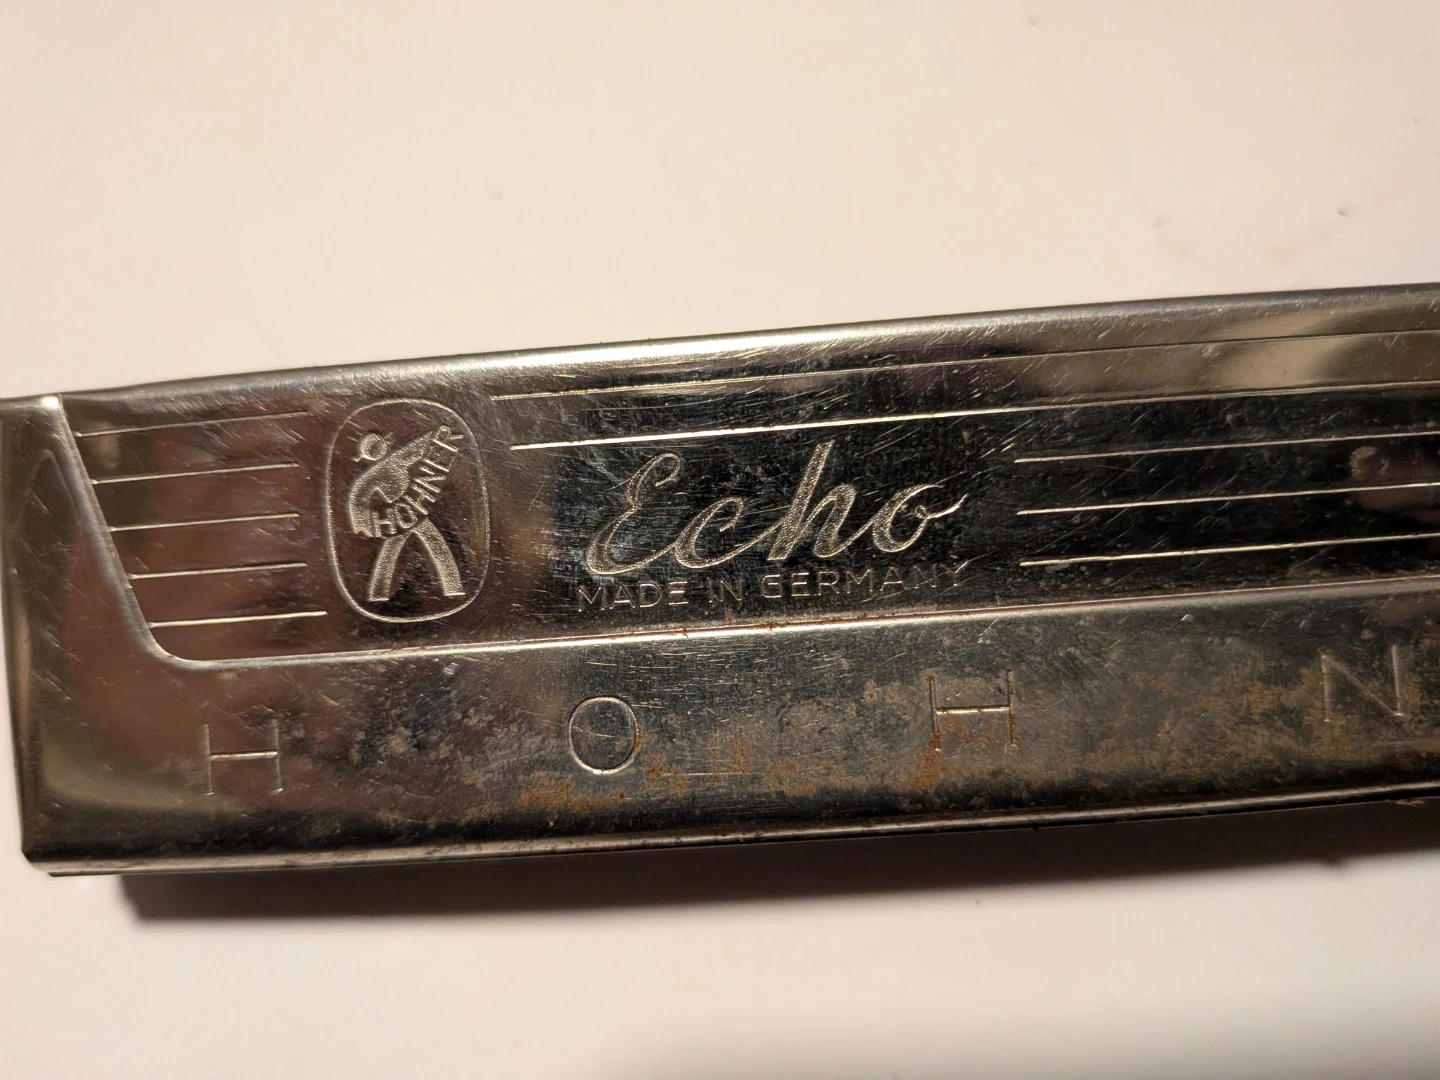 HOHNER
Echo
MADE IN GERMANY
H O H N